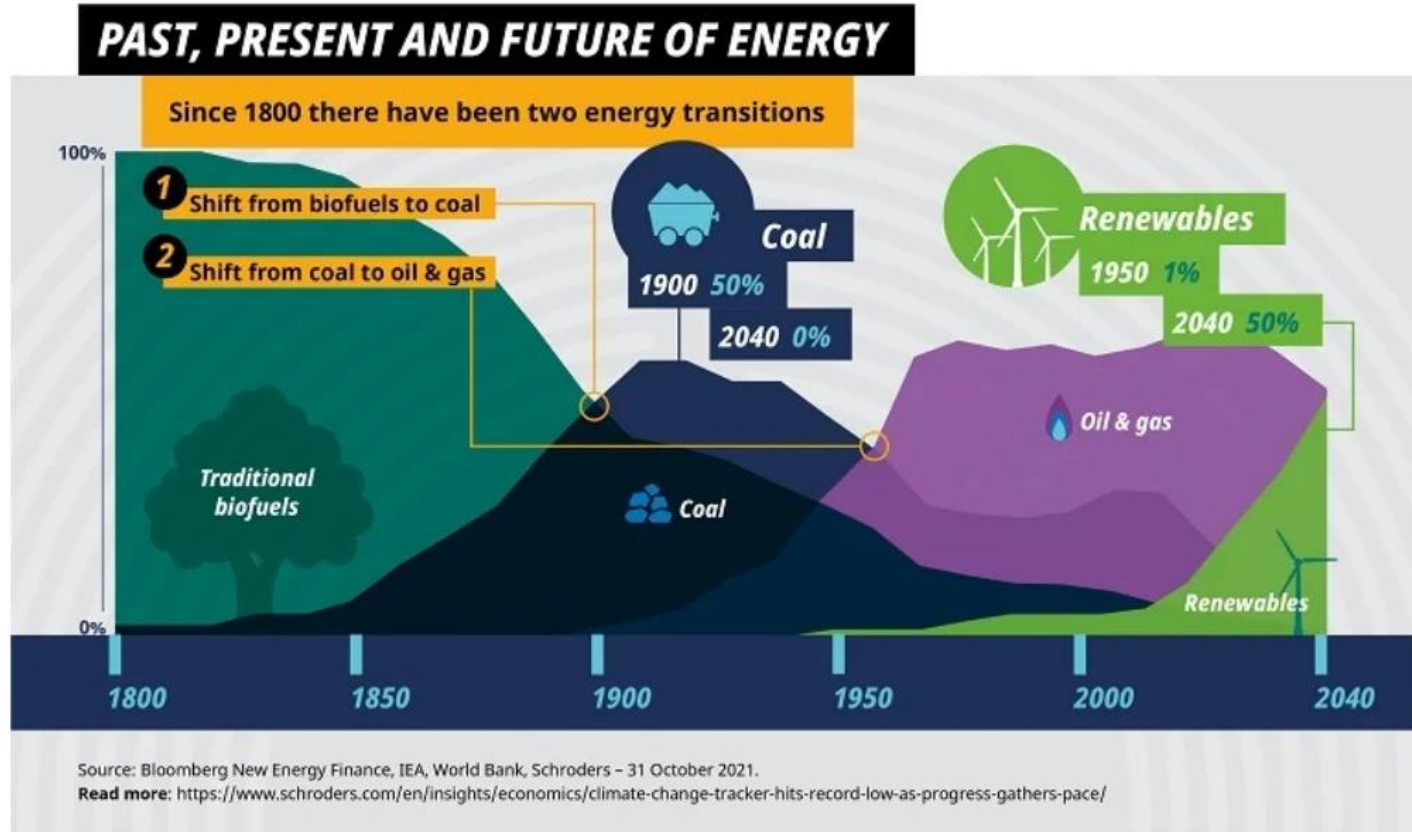 PAST, PRESENT AND FUTURE OF ENERGY
Since 1800 there have been two energy transitions
100%
1
Shift from biofuels to coal
2
Shift from coal to oil & gas
Coal
1900 50%
2040 0%
Renewables
1950 1%
2040 50%
Traditional
biofuels
Coal
Oil & gas
Renewables
0%
1800
1850
1900
1950
2000
2040
Source: Bloomberg New Energy Finance, IEA, World Bank, Schroders – 31 October 2021.
Read more: https://www.schroders.com/en/insights/economics/climate-change-tracker-hits-record-low-as-progress-gathers-pace/